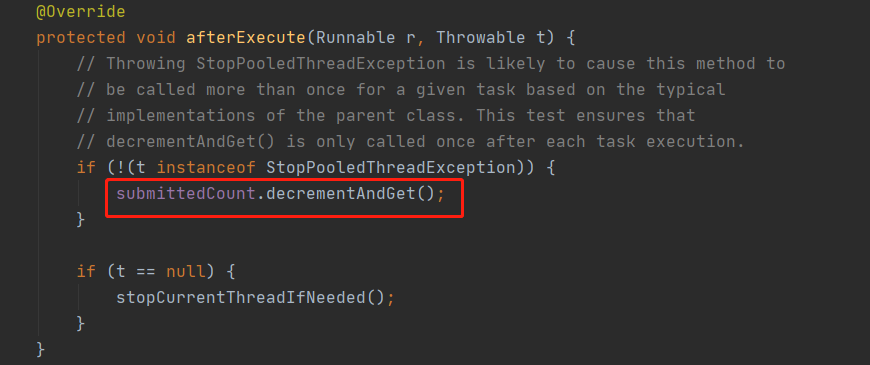 @Override
protected void afterExecute(Runnable r, Throwable t) {
// Throwing StopPooledThreadException is likely to cause this method to
// be called more than once for a given task based on the typical
// implementations of the parent class. This test ensures that
// decrementAndGet() is only called once after each task execution.
if (!(t instanceof StopPooledThreadException)) {
submittedCount.decrementAndGet();
}
if (t == null) {
stopCurrentThreadIfNeeded();
}
}